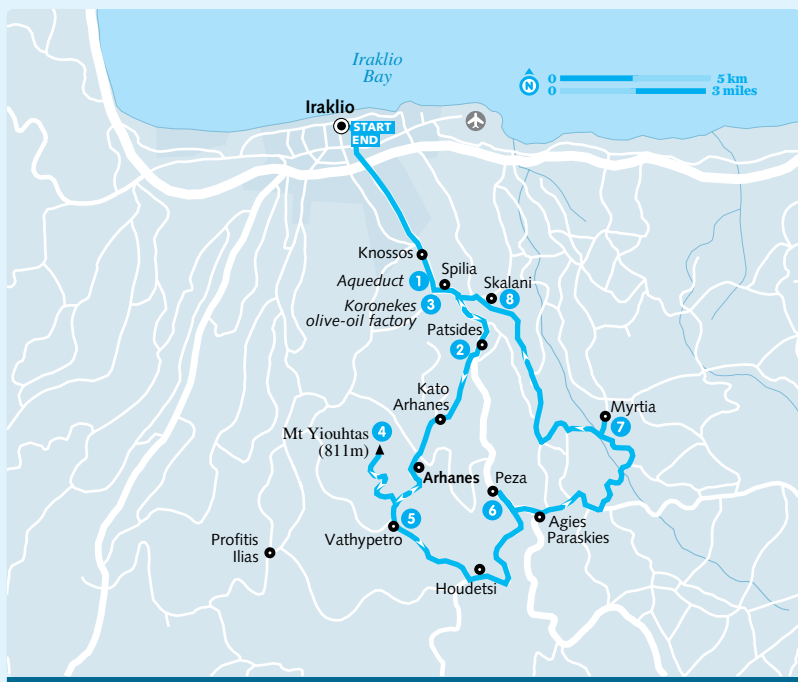 Iraklio
Bay
N
0
5 km
0
3 miles
Iraklio
START
END
Knossos
Spilia
Aqueduct
1
Skalani
8
3
Koronekes
olive-oil factory
Patsides
2
Kato
Arhanes
Myrtia
7
4
Mt Yiouhtas
(811m)
Arhanes
Peza
6
5
Vathypetro
Agies
Paraskies
Profitis
Ilias
Houdetsi